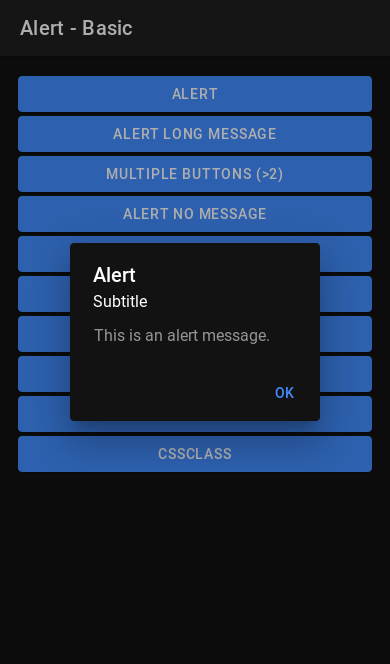 Alert - Basic
ALERT
ALERT LONG MESSAGE
MULTIPLE BUTTONS (>2)
ALERT NO MESSAGE
Alert
Subtitle
This is an alert message.
OK
CSSCLASS